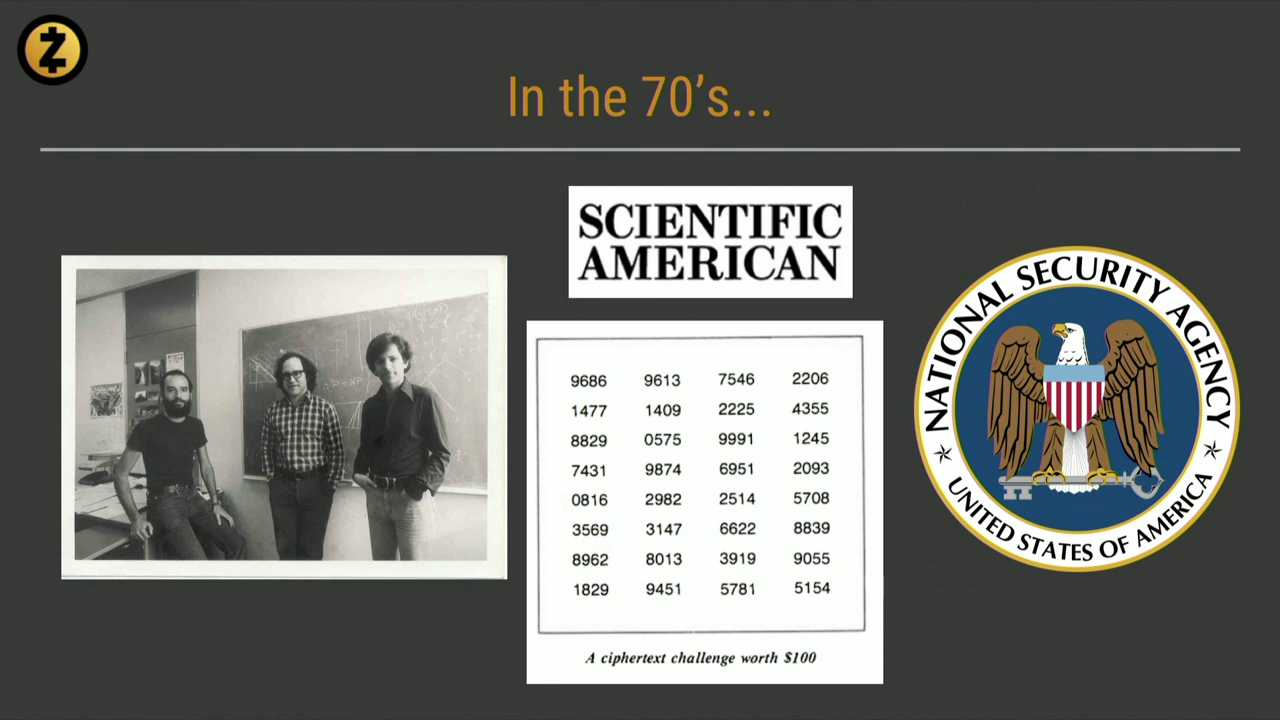 In the 70's...
SCIENTIFIC
AMERICAN
9686 9613 7546 2206
1477 1409 2225 4355
8829 0575 9991 1245
7431 9874 6951 2093
0816 2982 2514 5708
3569 3147 6622 8839
8962 8013 3919 9055
1829 9451 5781 5154
A ciphertext challenge worth $100
NATIONAL SECURITY AGENCY
UNITED STATES OF AMERICA
∴ P=NP